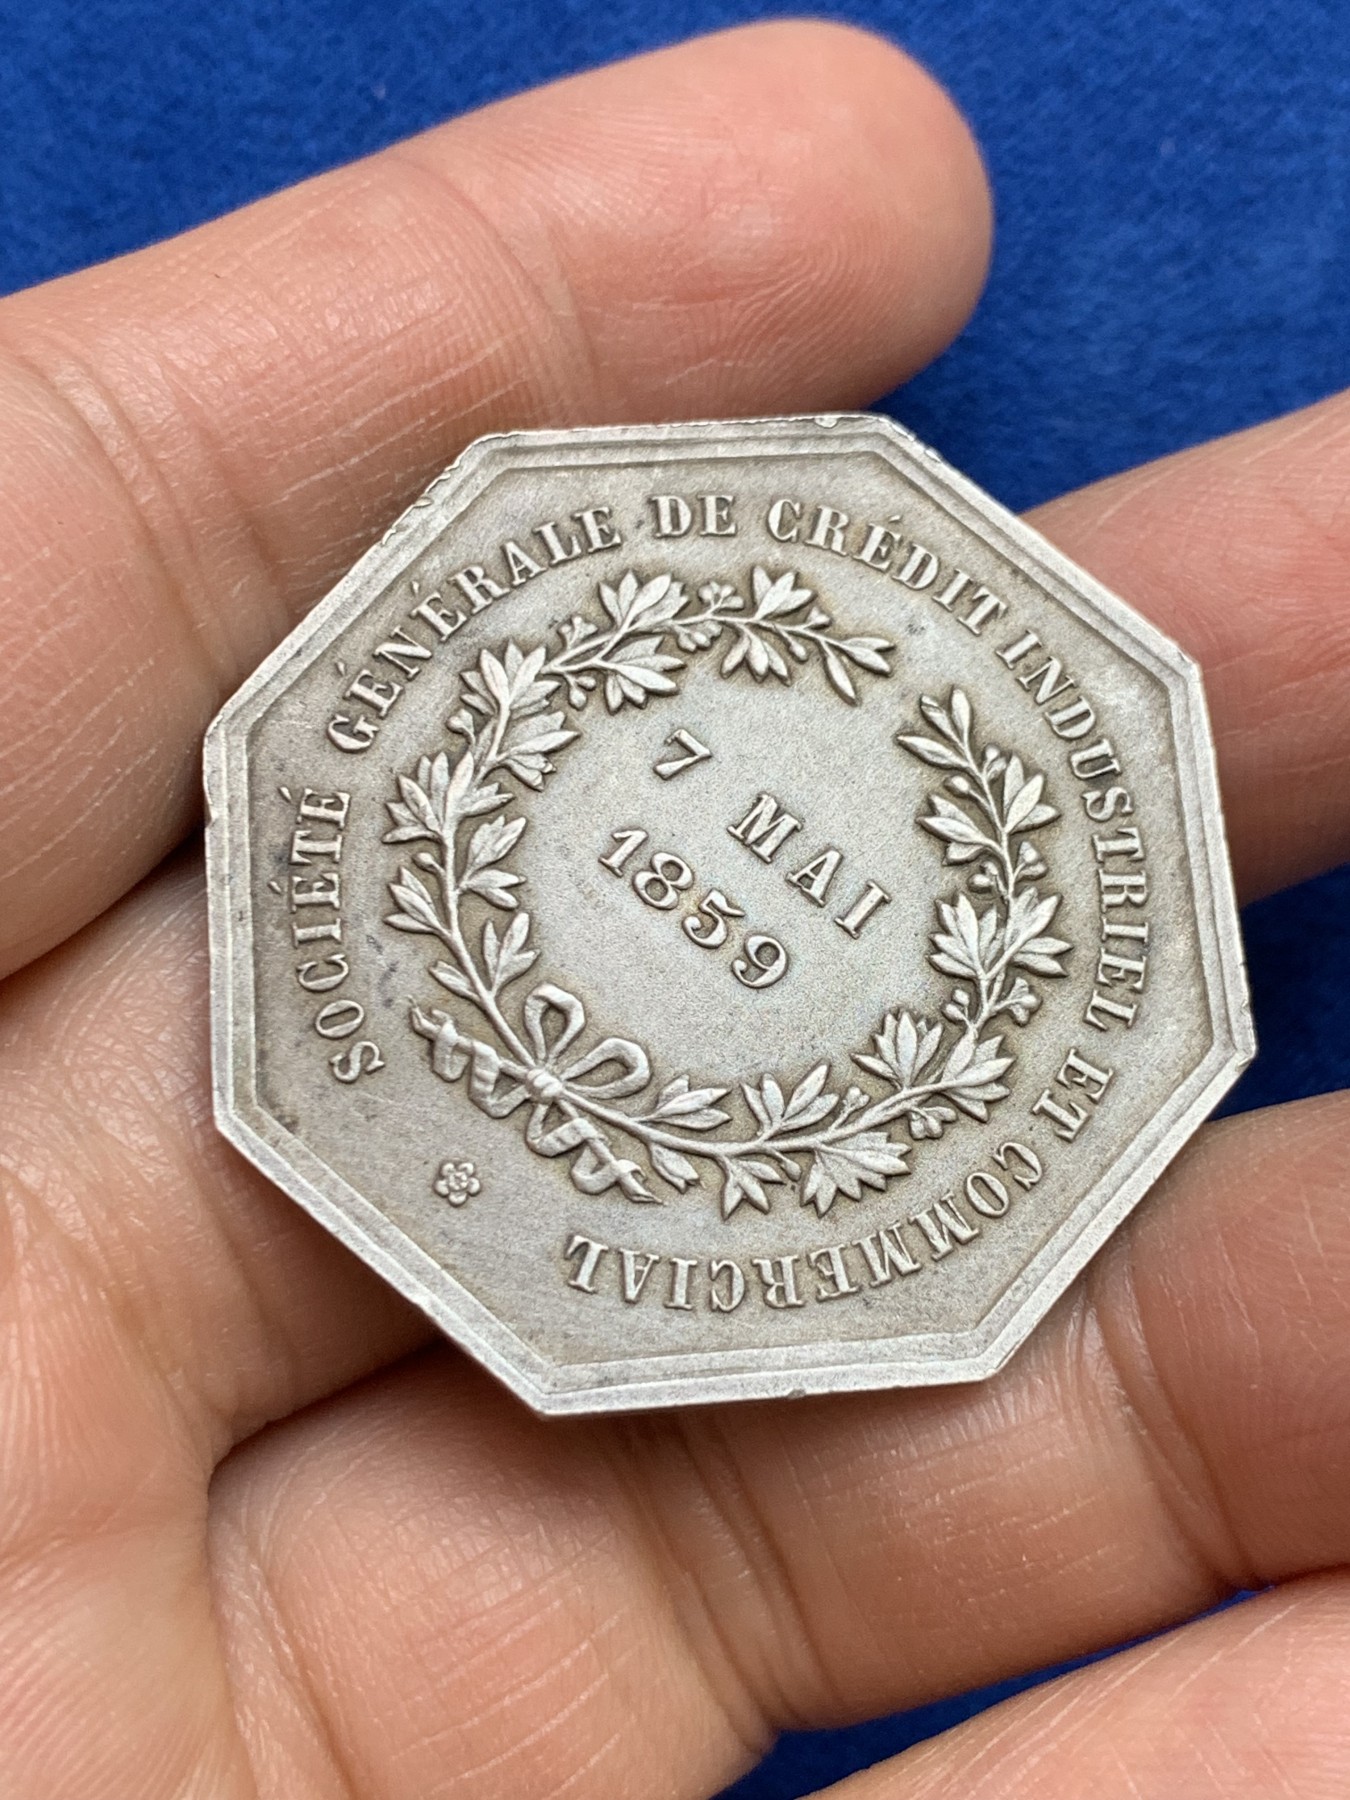 SOCIÉTÉ GÉNÉRALE DE CRÉDIT INDUSTRIEL ET COMMERCIAL
7 MAI
1859